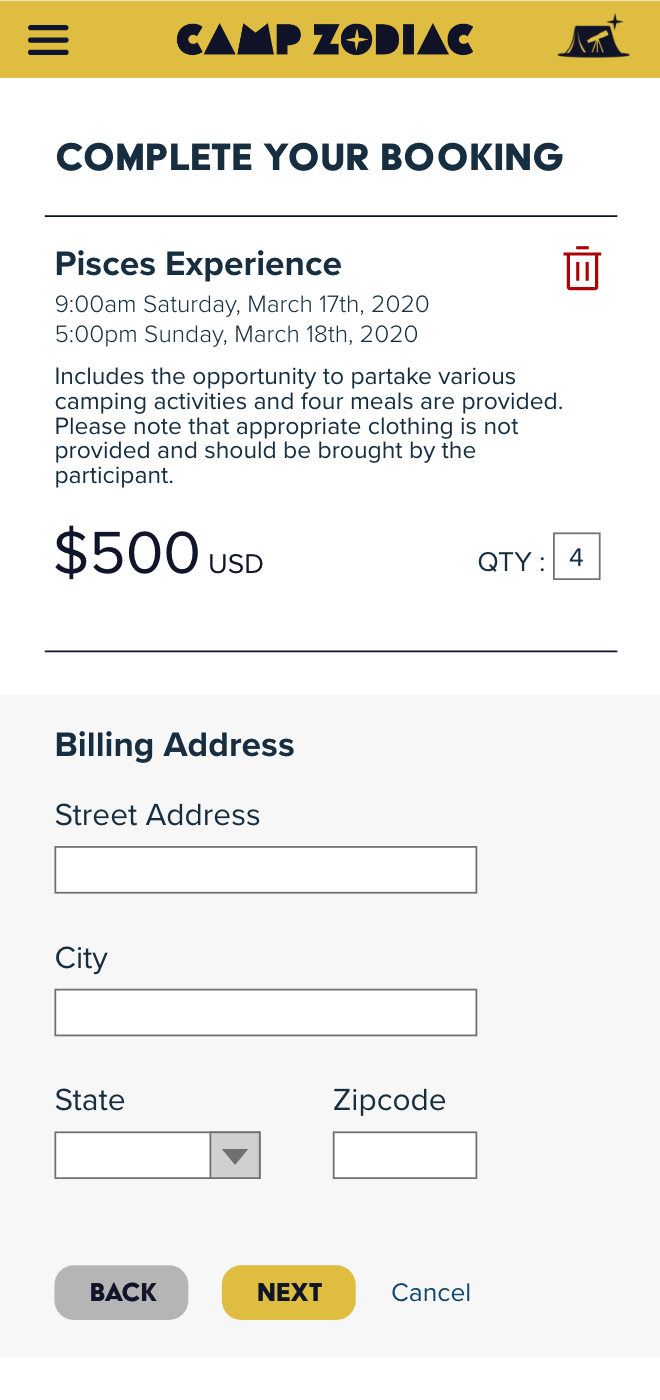 CAMP ZODIAC
COMPLETE YOUR BOOKING
Pisces Experience
9:00am Saturday, March 17th, 2020
5:00pm Sunday, March 18th, 2020
Includes the opportunity to partake various
camping activities and four meals are provided.
Please note that appropriate clothing is not
provided and should be brought by the
participant.
$500 USD QTY : 4
Billing Address
Street Address
City
State Zipcode
BACK NEXT Cancel